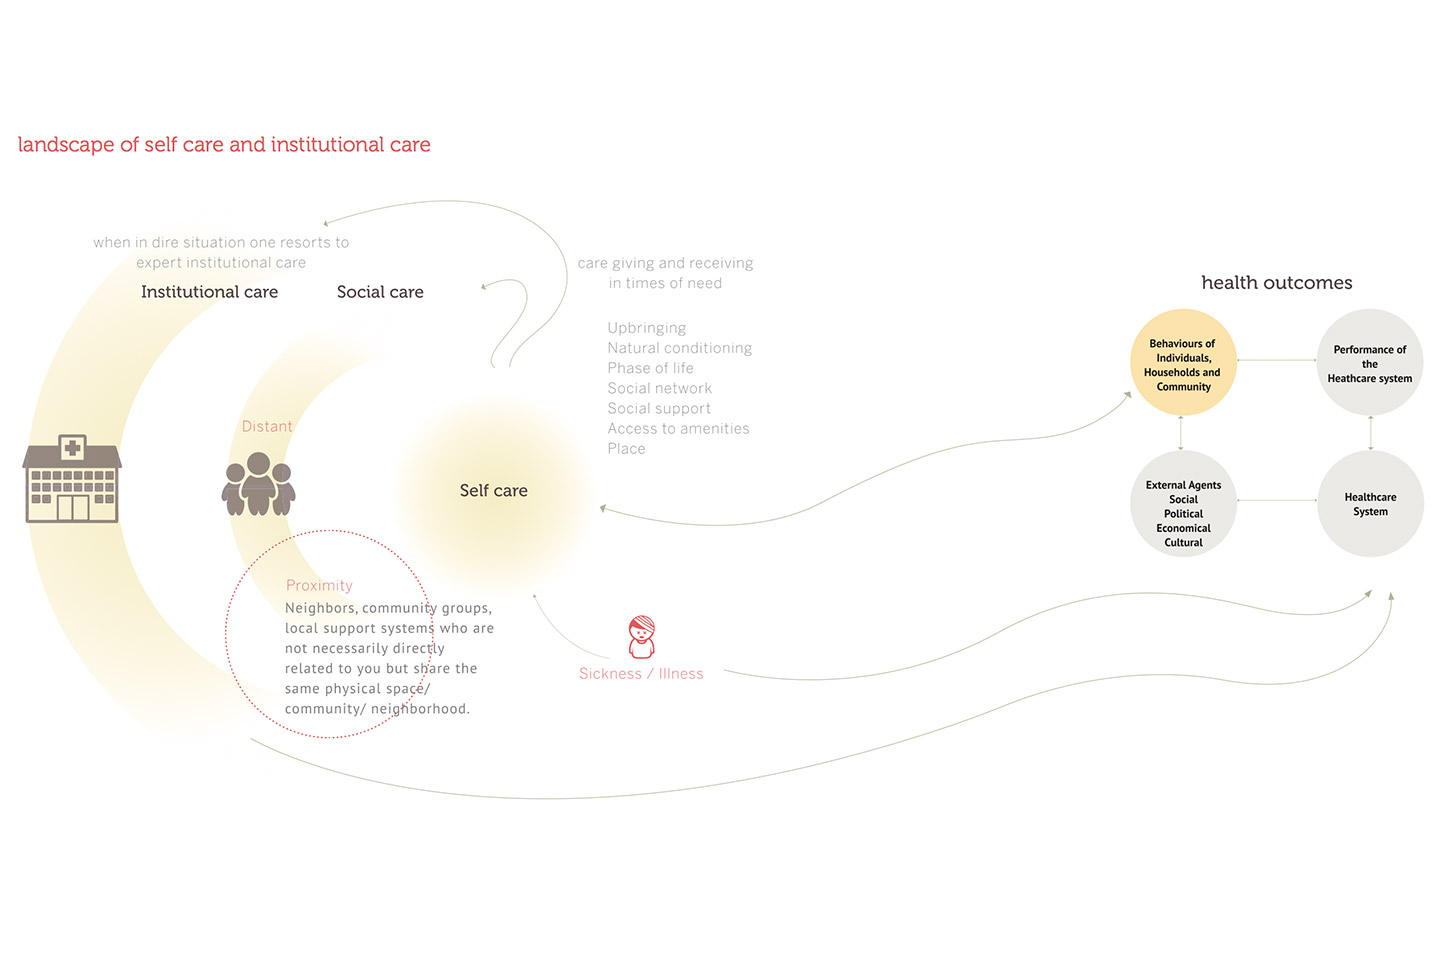 landscape of self care and institutional care
when in dire situation one resorts to
expert institutional care
Institutional care
Social care
care giving and receiving
in times of need
Upbringing
Natural conditioning
Phase of life
Social network
Social support
Access to amenities
Place
Distant
Self care
Proximity
Neighbors, community groups,
local support systems who are
not necessarily directly
related to you but share the
same physical space/
community/ neighborhood.
Sickness / Illness
health outcomes
Behaviours of
Individuals,
Households and
Community
Performance of
the
Heathcare system
External Agents
Social
Political
Economical
Cultural
Healthcare
System